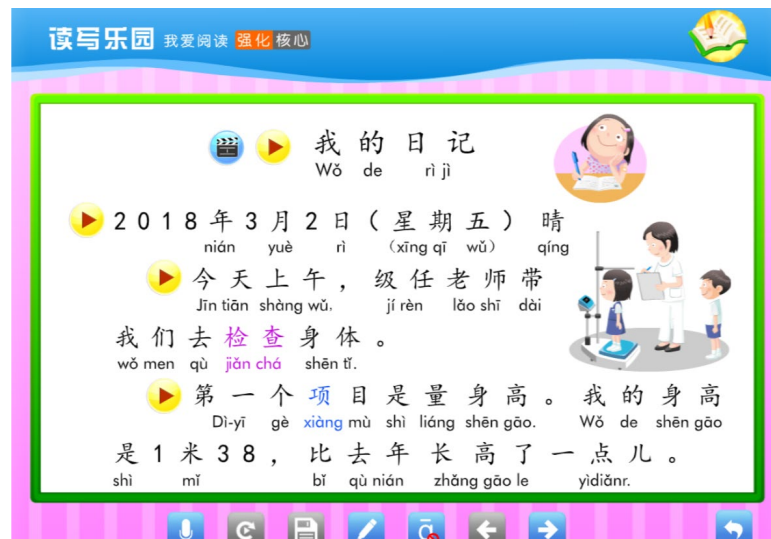 读写乐园 我爱阅读 强化 核心
我的日记
Wǒ de rì jì
2018年3月2日（星期五）晴
nián yuè rì （xīng qī wǔ） qíng
今天上午，级任老师带
Jīn tiān shàng wǔ, jí rèn lǎo shī dài
我们去检查身体。
wǒ men qù jiǎn chá shēn tǐ.
第一个项目是量身高。我的身高
Dì-yī gè xiàng mù shì liáng shēn gāo. Wǒ de shēn gāo
是1米38，比去年长高了一点儿。
shì mǐ bǐ qù nián zhǎng gāo le yìdiǎnr.
ā